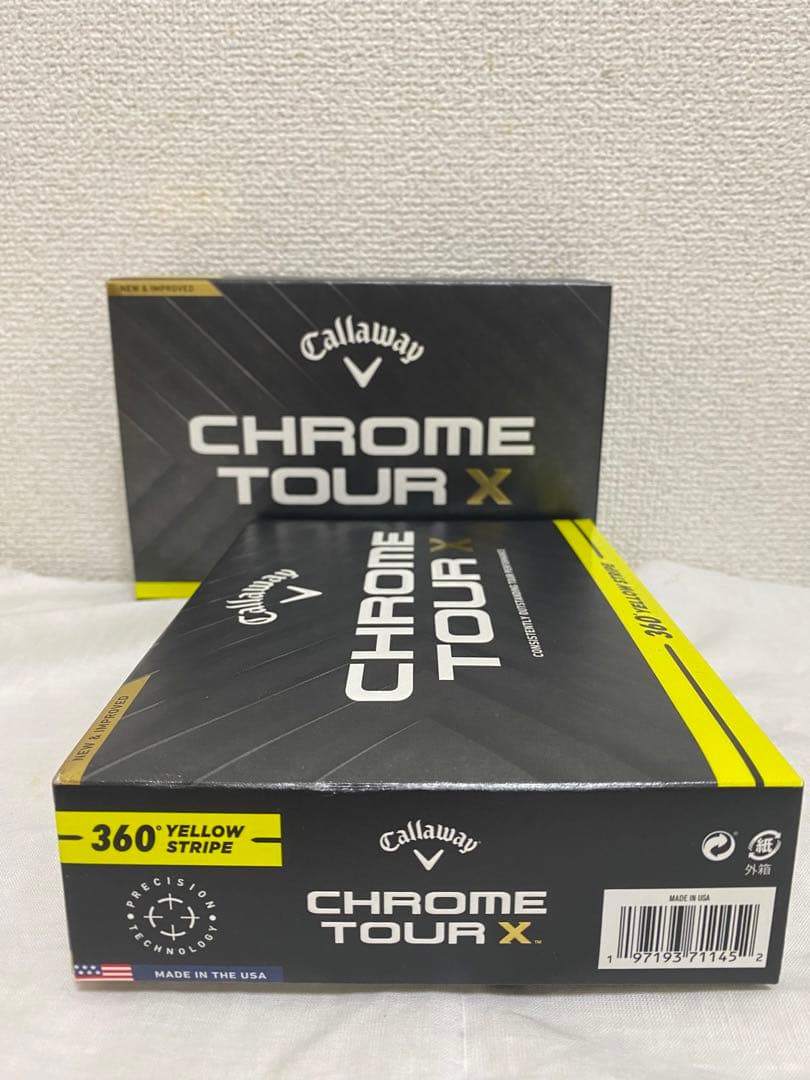 NEW & IMPROVED
Callaway
CHROME
TOUR X
Callaway
CHROME
TOUR X
CONSISTENTLY OUTSTANDING TOUR PERFORMANCE
360° YELLOW STRIPE
NEW & IMPROVED
360° YELLOW
STRIPE
PRECISION
TECHNOLOGY
MADE IN THE USA
Callaway
CHROME
TOUR X™
紙
外箱
MADE IN USA
1 97193 71145 2